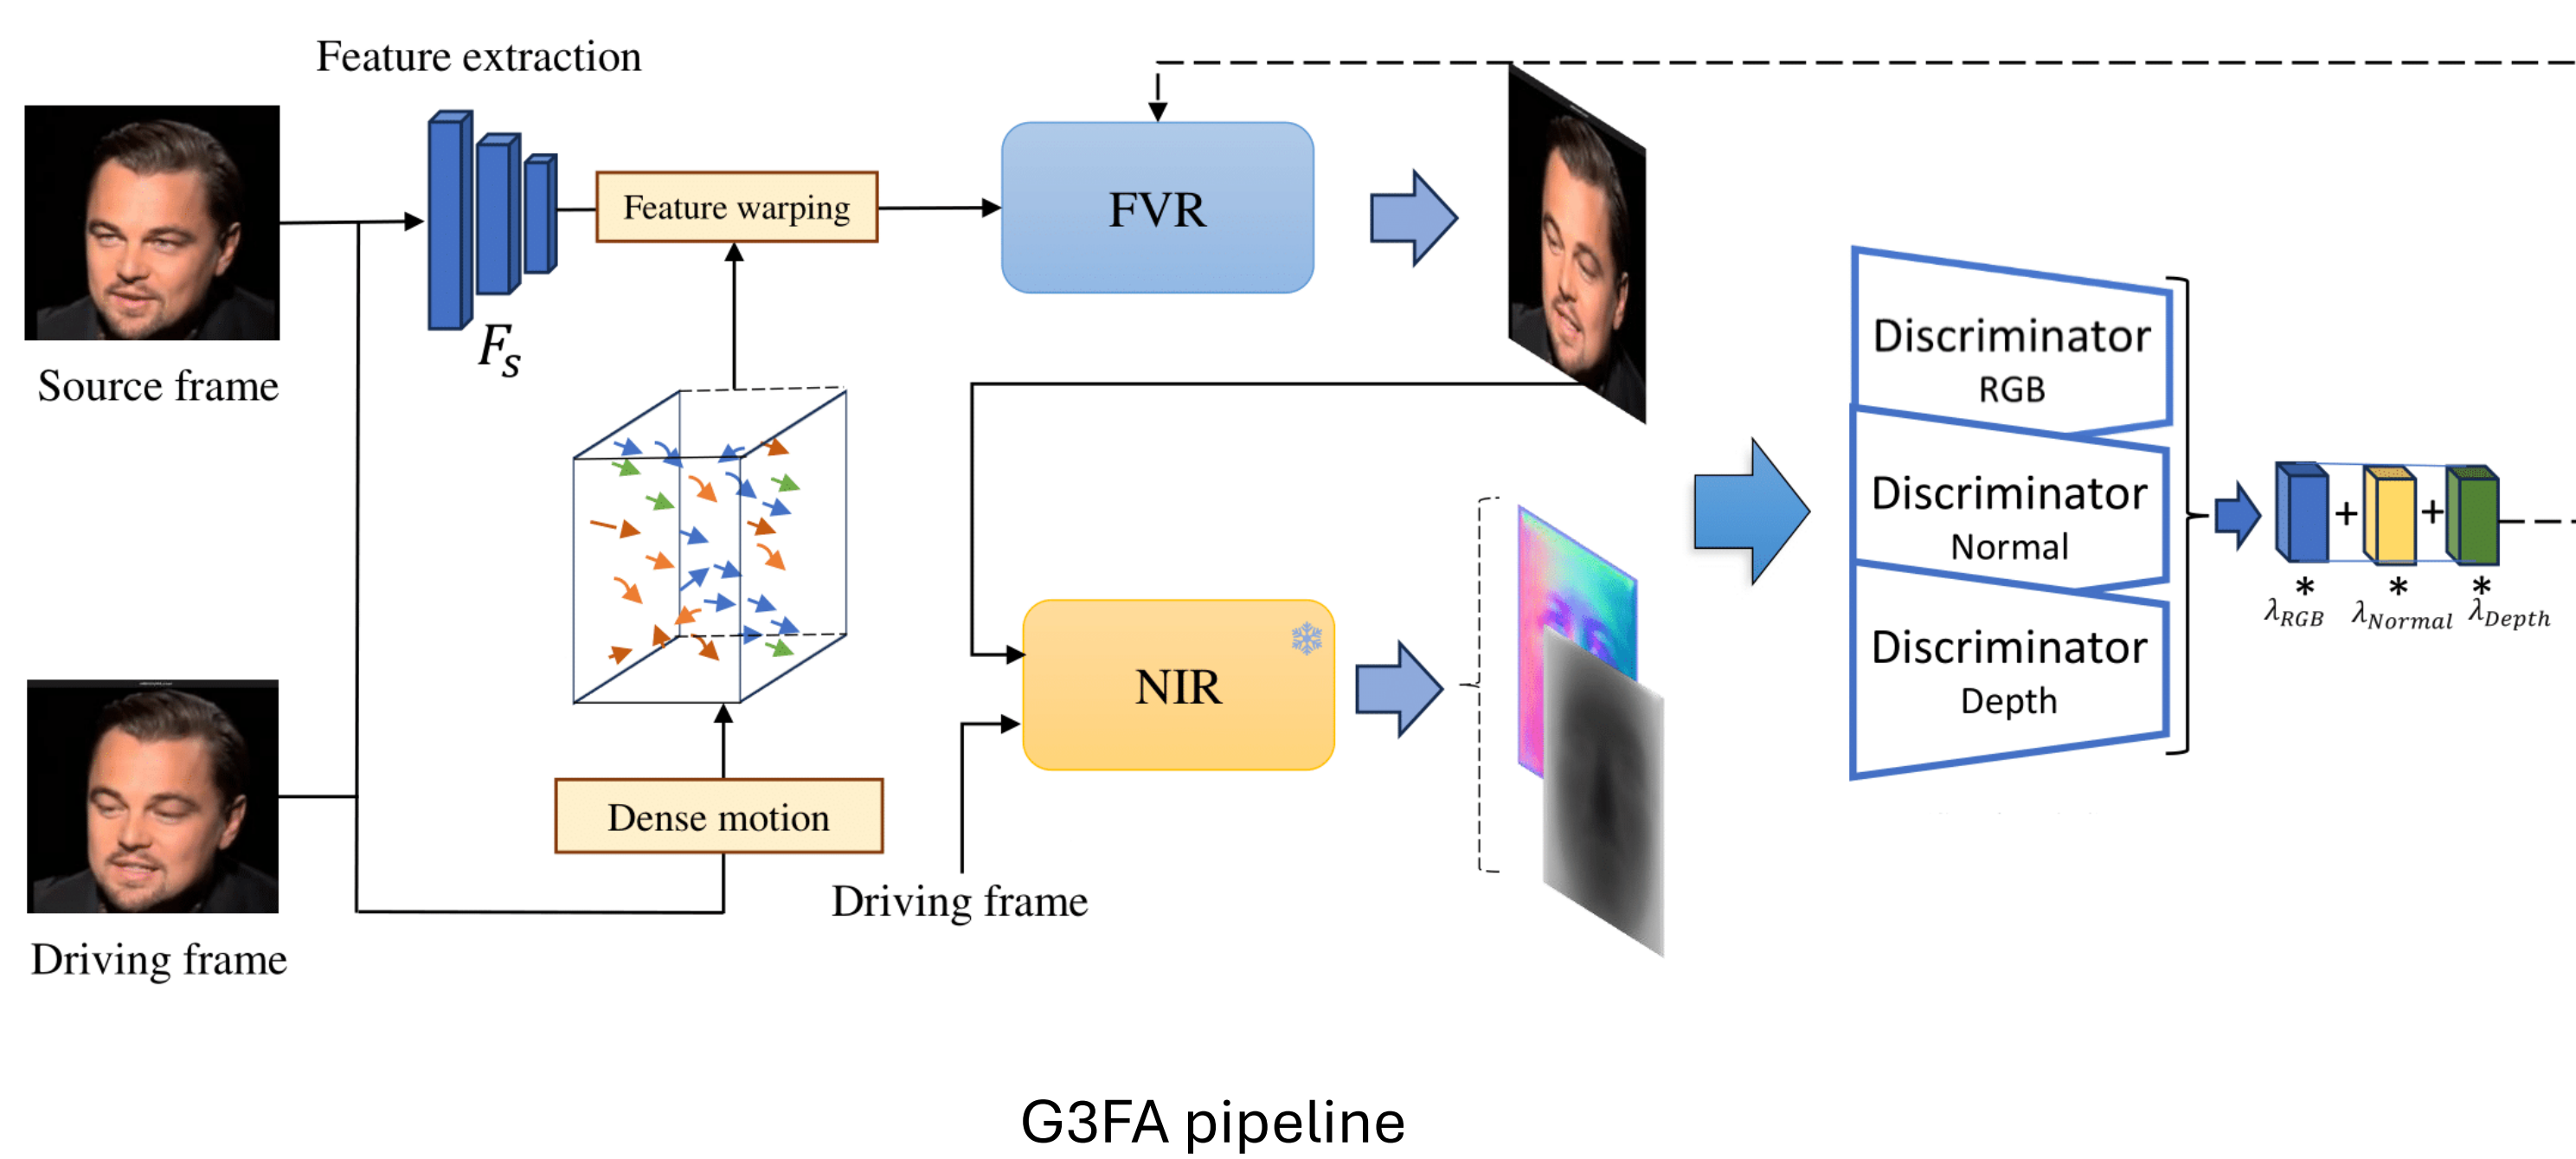 Feature extraction
Source frame
F_s
Feature warping
FVR
Dense motion
Driving frame
Driving frame
NIR
Discriminator
RGB
Discriminator
Normal
Discriminator
Depth
+ +
* * *
λ_RGB λ_Normal λ_Depth
G3FA pipeline